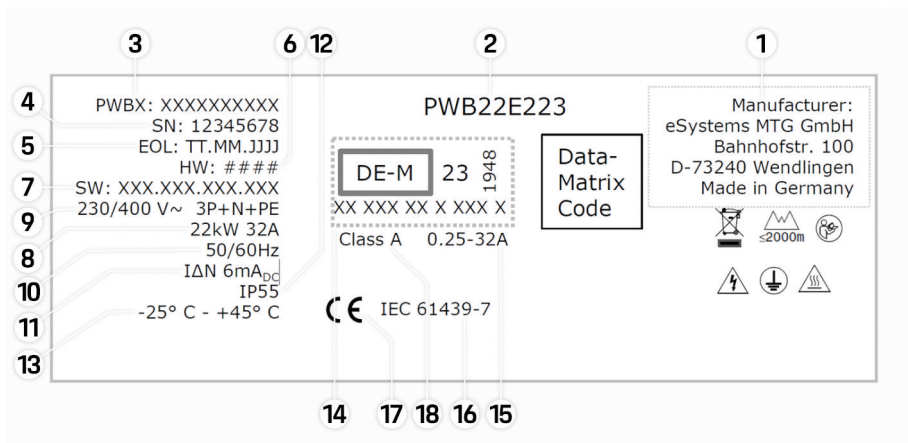 3
6
12
2
1
4
5
7
9
8
10
11
13
PWBX: XXXXXXXXXX
SN: 12345678
EOL: TT.MM.JJJJ
HW: ####
SW: XXX.XXX.XXX.XXX
230/400 V~ 3P+N+PE
22kW 32A
50/60Hz
IΔN 6mADC
IP55
-25° C - +45° C
PWB22E223
DE-M 23 1948
XX XXX XX X XXX X
Class A 0.25-32A
CE IEC 61439-7
Data-
Matrix
Code
Manufacturer:
eSystems MTG GmbH
Bahnhofstr. 100
D-73240 Wendlingen
Made in Germany
≤2000m
14
17
18
16
15